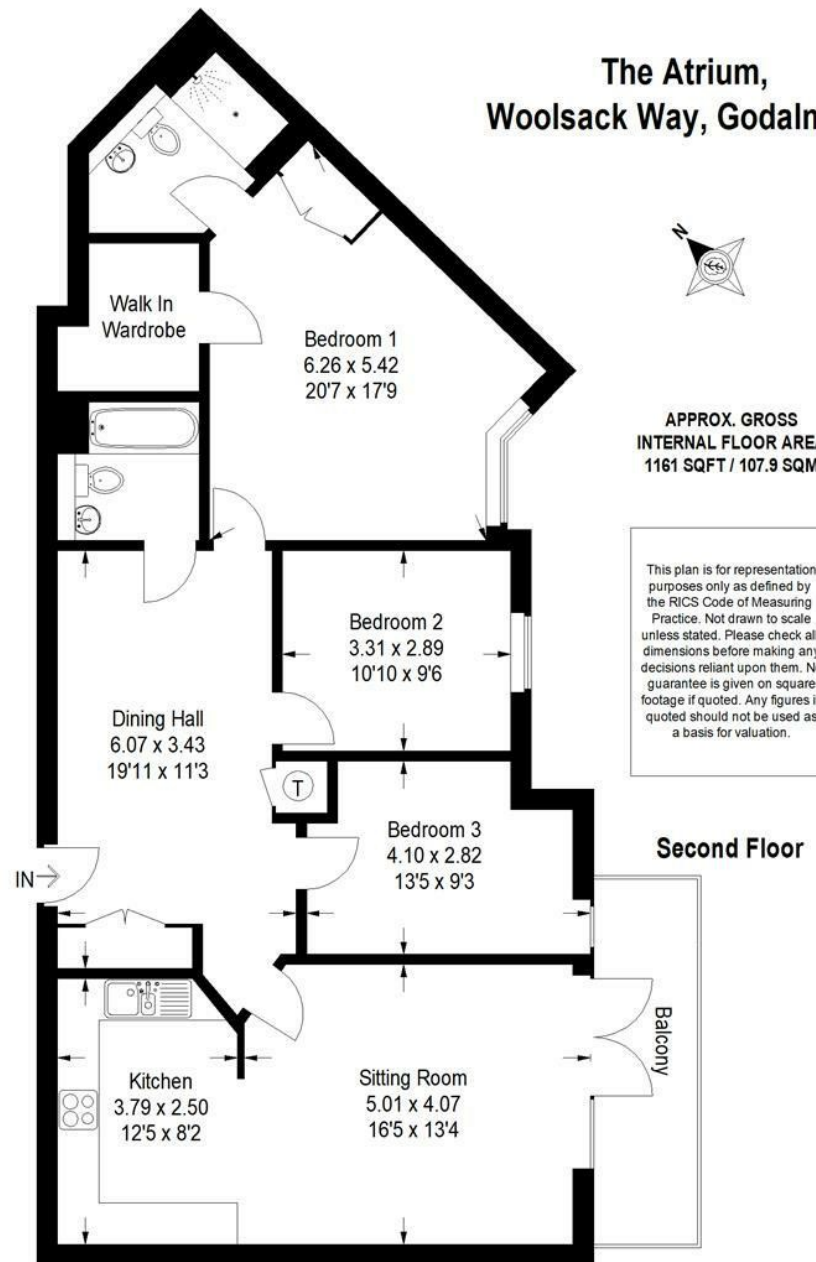 The Atrium,
Woolsack Way, Godalm
N
Walk In
Wardrobe
Bedroom 1
6.26 x 5.42
20'7 x 17'9
APPROX. GROSS
INTERNAL FLOOR AREA
1161 SQFT / 107.9 SQM
This plan is for representation
purposes only as defined by
the RICS Code of Measuring
Practice. Not drawn to scale
unless stated. Please check all
dimensions before making any
decisions reliant upon them. No
guarantee is given on square
footage if quoted. Any figures if
quoted should not be used as
a basis for valuation.
Bedroom 2
3.31 x 2.89
10'10 x 9'6
Dining Hall
6.07 x 3.43
19'11 x 11'3
T
Bedroom 3
4.10 x 2.82
13'5 x 9'3
Second Floor
IN
Balcony
Kitchen
3.79 x 2.50
12'5 x 8'2
Sitting Room
5.01 x 4.07
16'5 x 13'4